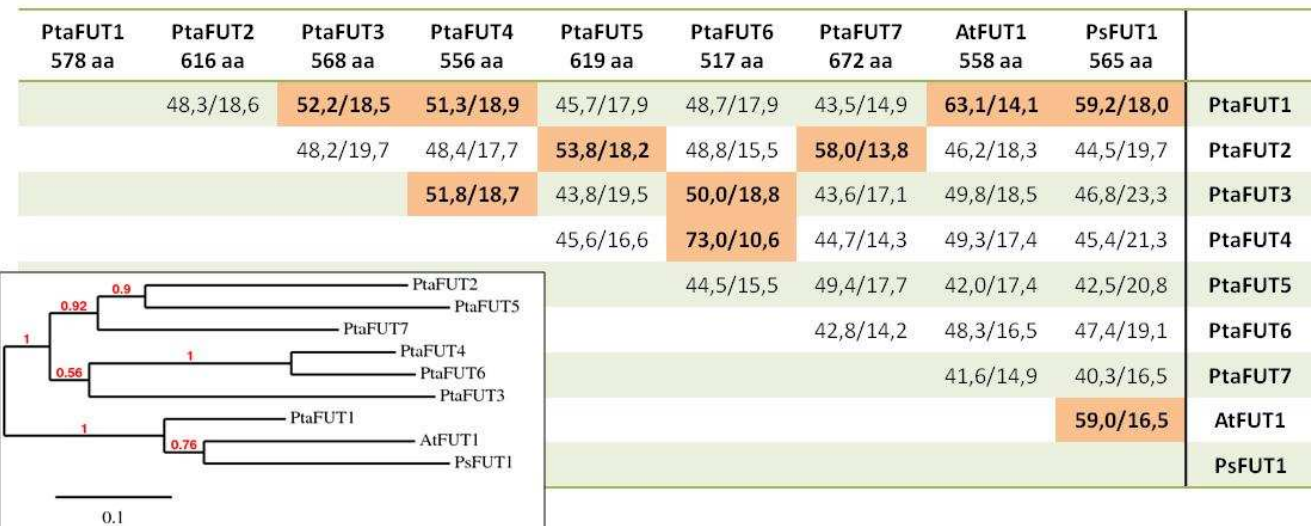 PtaFUT1 PtaFUT2 PtaFUT3 PtaFUT4 PtaFUT5 PtaFUT6 PtaFUT7 AtFUT1 PsFUT1
578 aa 616 aa 568 aa 556 aa 619 aa 517 aa 672 aa 558 aa 565 aa
48,3/18,6 52,2/18,5 51,3/18,9 45,7/17,9 48,7/17,9 43,5/14,9 63,1/14,1 59,2/18,0 PtaFUT1
48,2/19,7 48,4/17,7 53,8/18,2 48,8/15,5 58,0/13,8 46,2/18,3 44,5/19,7 PtaFUT2
51,8/18,7 43,8/19,5 50,0/18,8 43,6/17,1 49,8/18,5 46,8/23,3 PtaFUT3
45,6/16,6 73,0/10,6 44,7/14,3 49,3/17,4 45,4/21,3 PtaFUT4
44,5/15,5 49,4/17,7 42,0/17,4 42,5/20,8 PtaFUT5
42,8/14,2 48,3/16,5 47,4/19,1 PtaFUT6
41,6/14,9 40,3/16,5 PtaFUT7
59,0/16,5 AtFUT1
PsFUT1
0.9 PtaFUT2
0.92 PtaFUT5
PtaFUT7
1 1 PtaFUT4
0.56 PtaFUT6
PtaFUT3
PtaFUT1
1 0.76 AtFUT1
PsFUT1
0.1